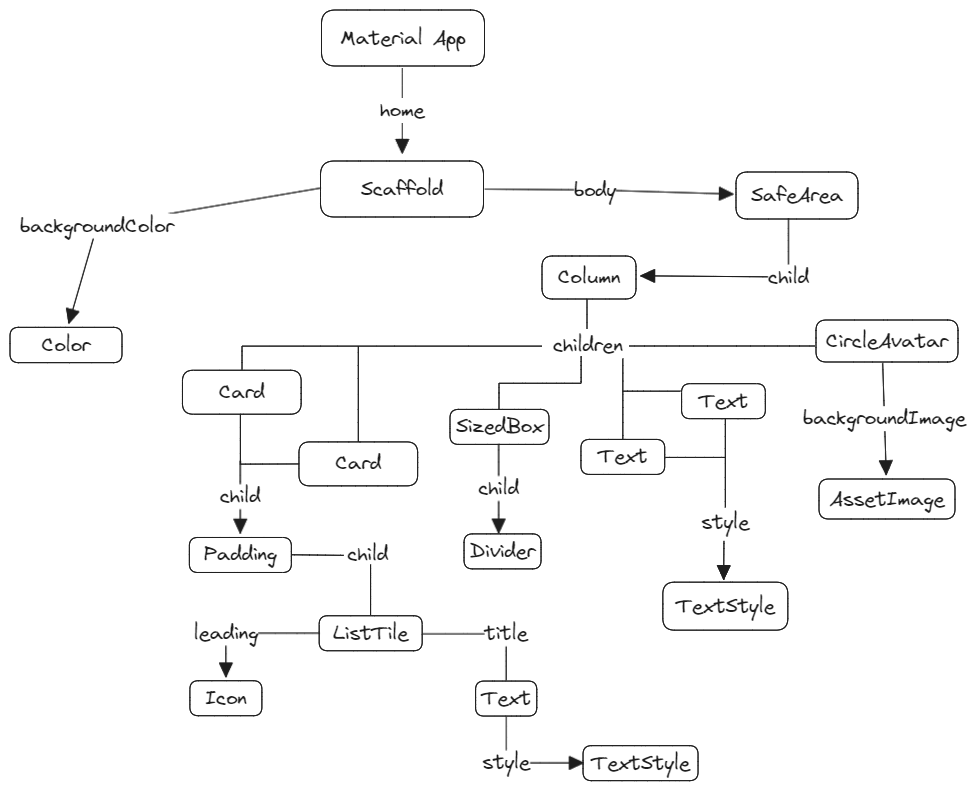 Material App
home
Scaffold
body
SafeArea
backgroundColor
Column
child
Color
children
CircleAvatar
Card
Text
backgroundImage
SizedBox
Card
Text
child
child
AssetImage
style
Padding
child
Divider
TextStyle
leading
ListTile
title
Icon
Text
style
TextStyle